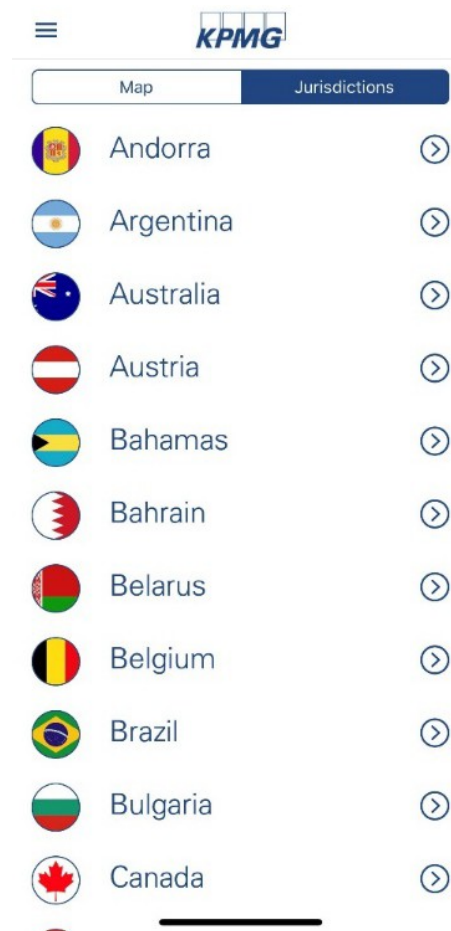 KPMG
Map Jurisdictions
Andorra
Argentina
Australia
Austria
Bahamas
Bahrain
Belarus
Belgium
Brazil
Bulgaria
Canada